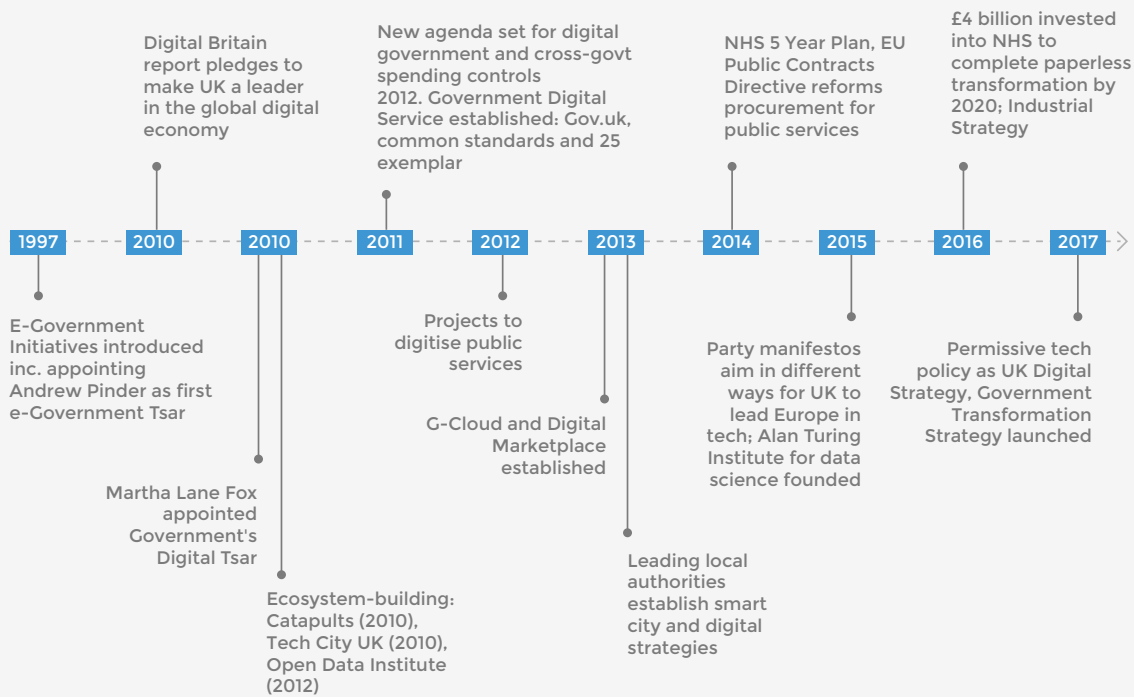 Digital Britain
report pledges to
make UK a leader
in the global digital
economy
New agenda set for digital
government and cross-govt
spending controls
2012. Government Digital
Service established: Gov.uk,
common standards and 25
exemplar
NHS 5 Year Plan, EU
Public Contracts
Directive reforms
procurement for
public services
£4 billion invested
into NHS to
complete paperless
transformation by
2020; Industrial
Strategy
1997
2010
2010
2011
2012
2013
2014
2015
2016
2017
E-Government
Initiatives introduced
inc. appointing
Andrew Pinder as first
e-Government Tsar
Martha Lane Fox
appointed
Government's
Digital Tsar
Ecosystem-building:
Catapults (2010),
Tech City UK (2010),
Open Data Institute
(2012)
Projects to
digitise public
services
G-Cloud and Digital
Marketplace
established
Leading local
authorities
establish smart
city and digital
strategies
Party manifestos
aim in different
ways for UK to
lead Europe in
tech; Alan Turing
Institute for data
science founded
Permissive tech
policy as UK Digital
Strategy, Government
Transformation
Strategy launched